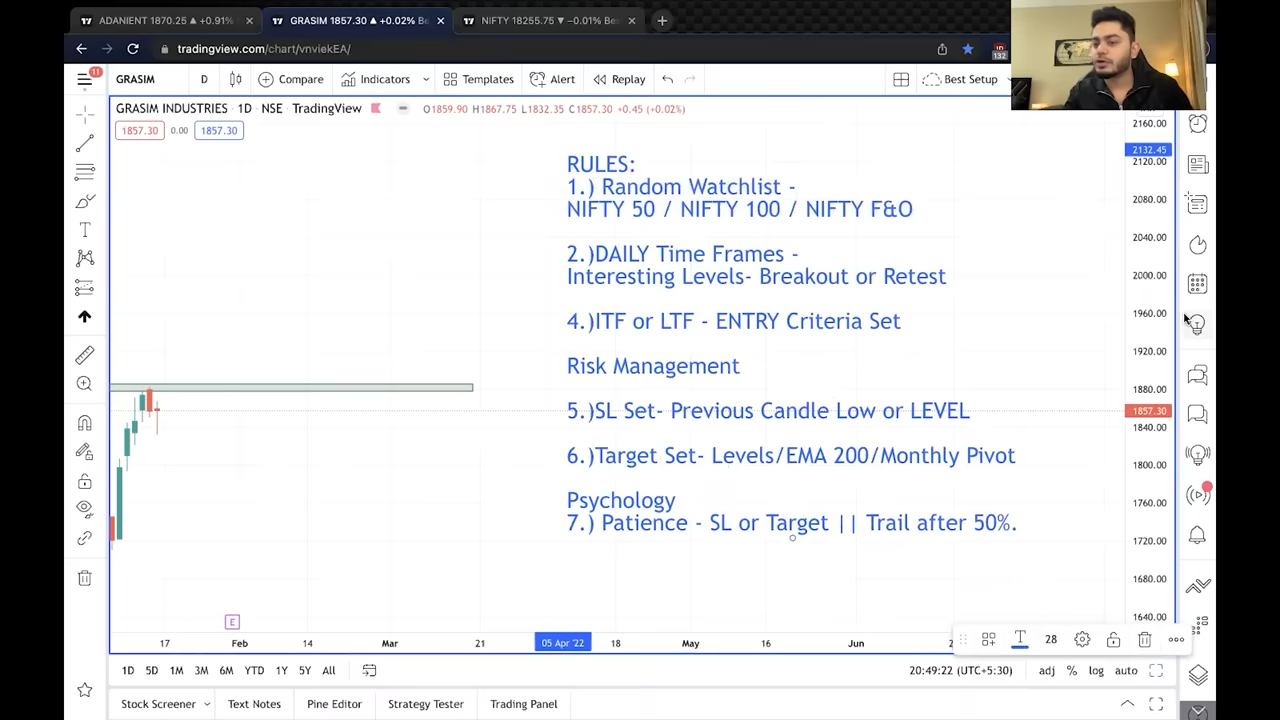 ADANIENT 1870.25 ▲ +0.91%
GRASIM 1857.30 ▲ +0.02% Be
NIFTY 18255.75 ▼ −0.01% Best
tradingview.com/chart/vnviekEA/
132
11
GRASIM D Compare Indicators Templates Alert Replay Best Setup
GRASIM INDUSTRIES · 1D · NSE · TradingView O1859.90 H1867.75 L1832.35 C1857.30 +0.45 (+0.02%)
1857.30 0.00 1857.30
RULES:
1.) Random Watchlist -
NIFTY 50 / NIFTY 100 / NIFTY F&O
2.)DAILY Time Frames -
Interesting Levels- Breakout or Retest
4.)ITF or LTF - ENTRY Criteria Set
Risk Management
5.)SL Set- Previous Candle Low or LEVEL
6.)Target Set- Levels/EMA 200/Monthly Pivot
Psychology
7.) Patience - SL or Target || Trail after 50%.
2160.00
2132.45
2120.00
2080.00
2040.00
2000.00
1960.00
1920.00
1880.00
1857.30
1840.00
1800.00
1760.00
1720.00
1680.00
1640.00
E
17 Feb 14 Mar 21 05 Apr '22 18 May 16 Jun
28
1D 5D 1M 3M 6M YTD 1Y 5Y All 20:49:22 (UTC+5:30) adj % log auto
Stock Screener Text Notes Pine Editor Strategy Tester Trading Panel